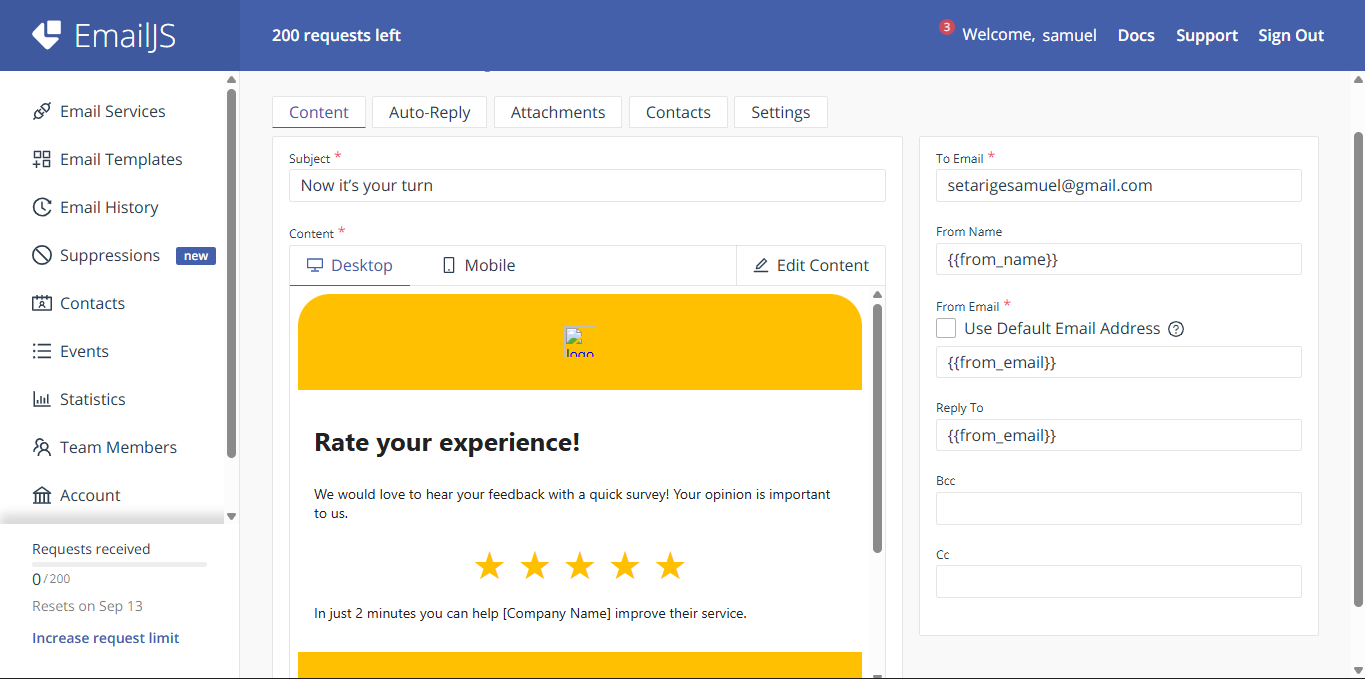 EmailJS
200 requests left
3
Welcome, samuel
Docs
Support
Sign Out
Email Services
Email Templates
Email History
Suppressions new
Contacts
Events
Statistics
Team Members
Account
Requests received
0/200
Resets on Sep 13
Increase request limit
Content
Auto-Reply
Attachments
Contacts
Settings
Subject *
Now it’s your turn
Content *
Desktop
Mobile
Edit Content
logo
Rate your experience!
We would love to hear your feedback with a quick survey! Your opinion is important
to us.
In just 2 minutes you can help [Company Name] improve their service.
To Email *
setarigesamuel@gmail.com
From Name
{{from_name}}
From Email *
Use Default Email Address ?
{{from_email}}
Reply To
{{from_email}}
Bcc
Cc